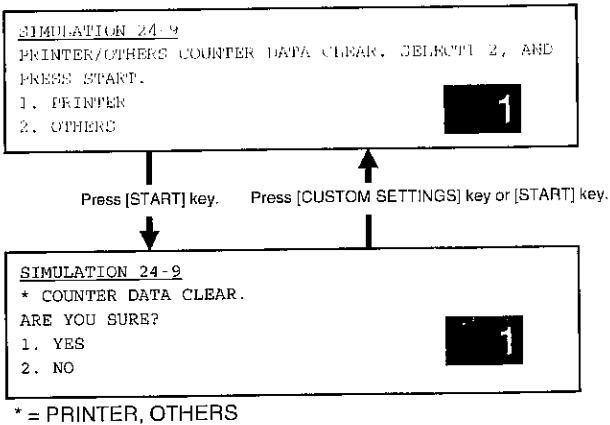 SIMULATION 24-9
PRINTER/OTHERS COUNTER DATA CLEAR. SELECT1 2, AND
PRESS START.
1. PRINTER
2. OTHERS
1
Press [START] key.
Press [CUSTOM SETTINGS] key or [START] key.
SIMULATION 24-9
* COUNTER DATA CLEAR.
ARE YOU SURE?
1. YES
2. NO
1
* = PRINTER, OTHERS